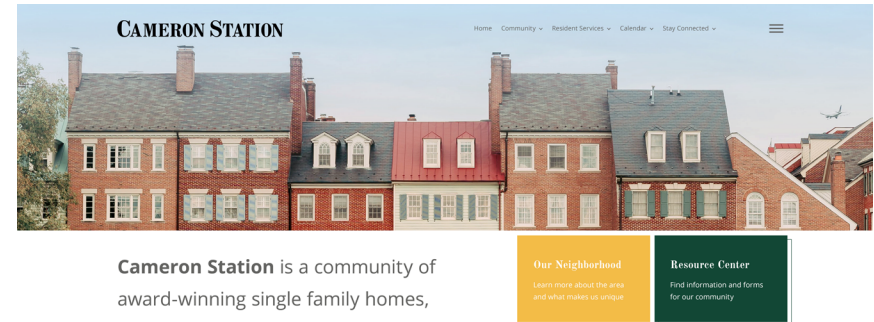 CAMERON STATION
Home Community Resident Services Calendar Stay Connected
Cameron Station is a community of
award-winning single family homes,
Our Neighborhood
Learn more about the area
and what makes us unique
Resource Center
Find information and forms
for our community